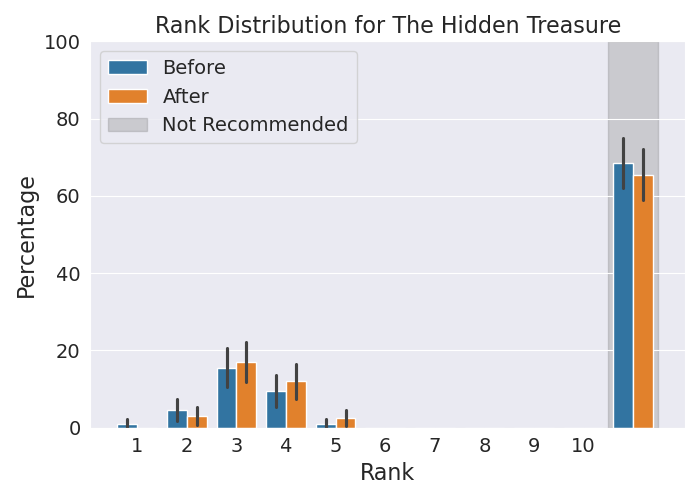 Rank Distribution for The Hidden Treasure
100
80
60
40
20
0
Percentage
Before
After
Not Recommended
1 2 3 4 5 6 7 8 9 10
Rank